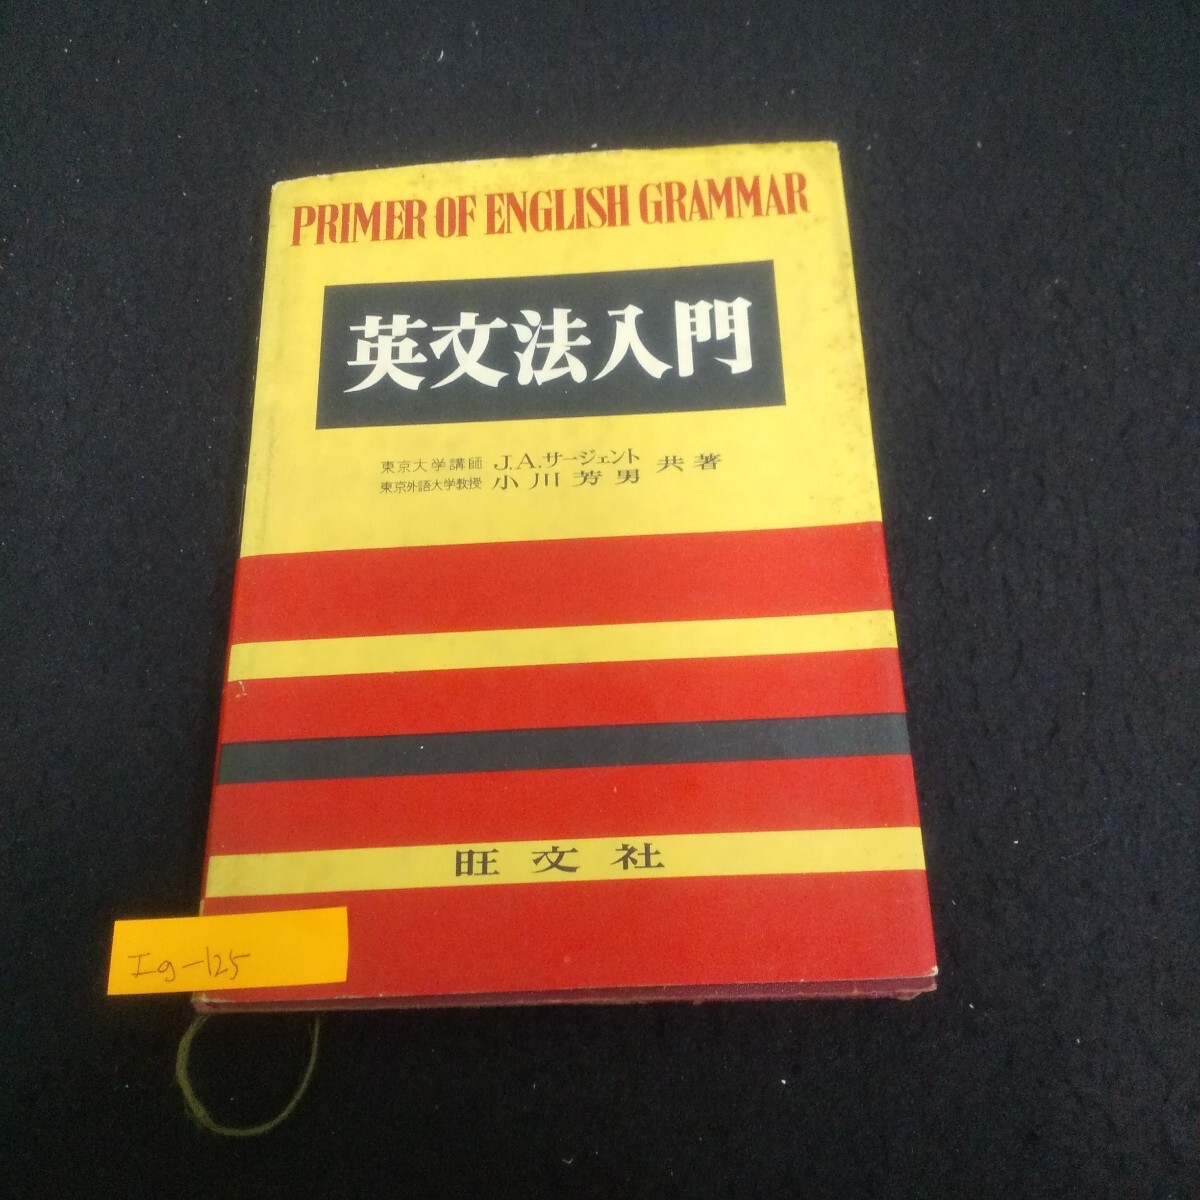 PRIMER OF ENGLISH GRAMMAR
英文法入門
東京大学講師 J.A.サージェント 共著
東京外語大学教授 小川芳男
旺文社
Ig-125